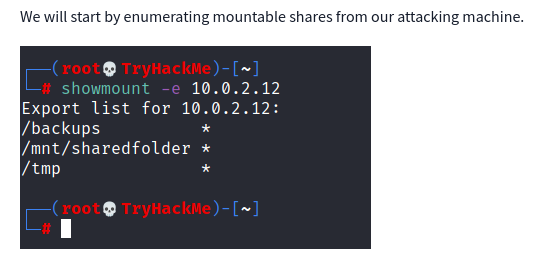 We will start by enumerating mountable shares from our attacking machine.
┌──(root💀TryHackMe)-[~]
└─# showmount -e 10.0.2.12
Export list for 10.0.2.12:
/backups          *
/mnt/sharedfolder *
/tmp              *
┌──(root💀TryHackMe)-[~]
└─#